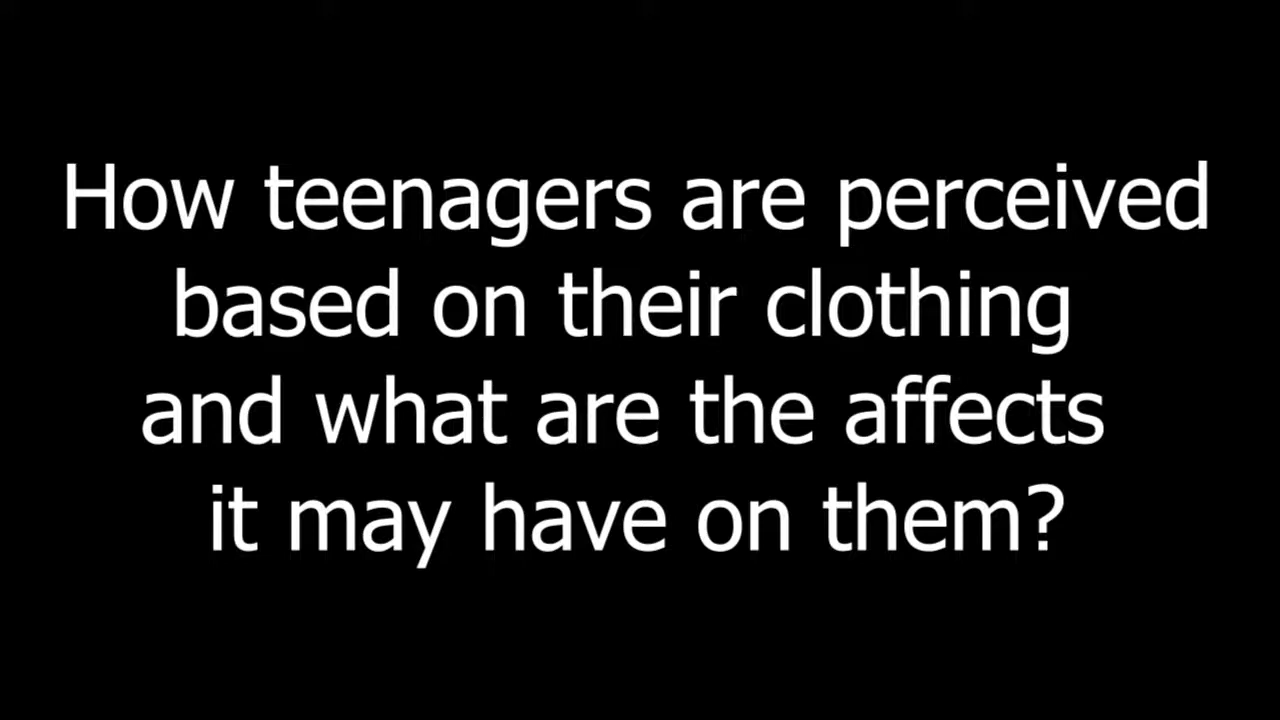 How teenagers are perceived
based on their clothing
and what are the affects
it may have on them?